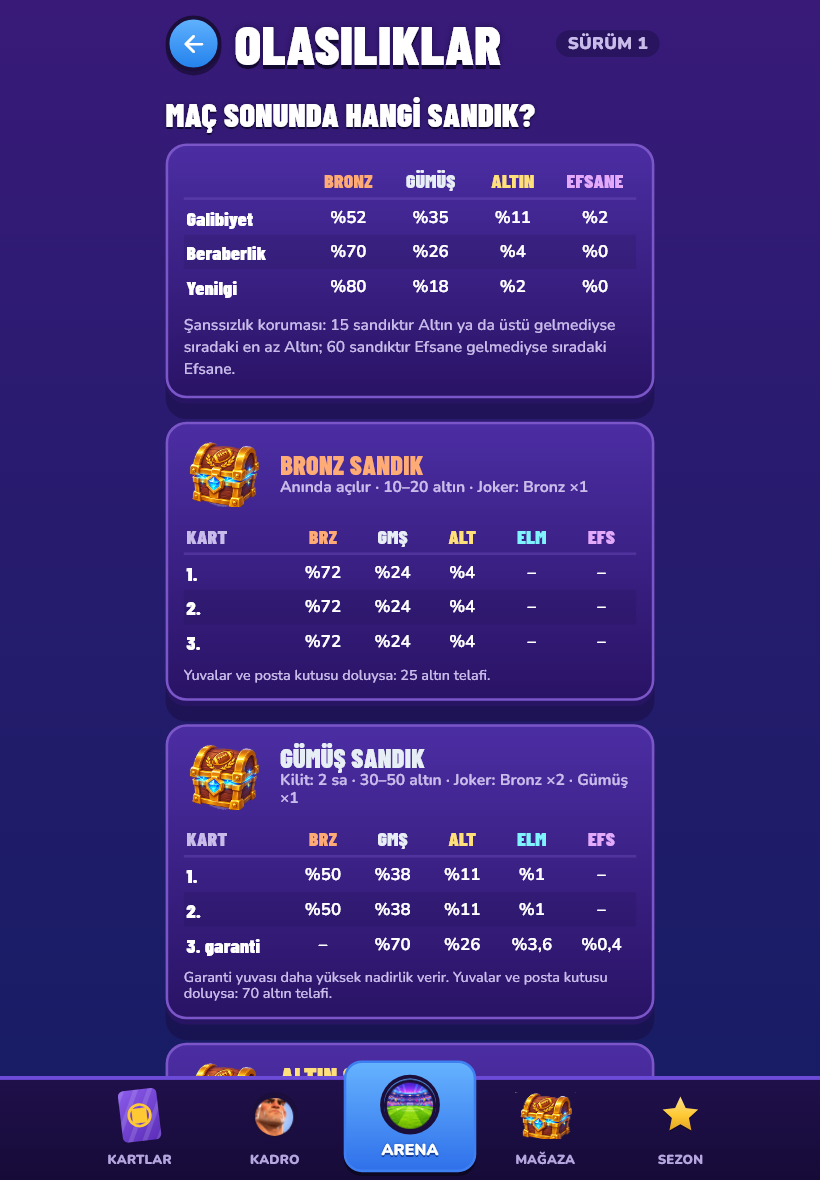 OLASILIKLAR
SÜRÜM 1
MAÇ SONUNDA HANGİ SANDIK?
BRONZ GÜMÜŞ ALTIN EFSANE
Galibiyet %52 %35 %11 %2
Beraberlik %70 %26 %4 %0
Yenilgi %80 %18 %2 %0
Şanssızlık koruması: 15 sandıktır Altın ya da üstü gelmediyse
sıradaki en az Altın; 60 sandıktır Efsane gelmediyse sıradaki
Efsane.
BRONZ SANDIK
Anında açılır · 10–20 altın · Joker: Bronz ×1
KART BRZ GMŞ ALT ELM EFS
1. %72 %24 %4 – –
2. %72 %24 %4 – –
3. %72 %24 %4 – –
Yuvalar ve posta kutusu doluysa: 25 altın telafi.
GÜMÜŞ SANDIK
Kilit: 2 sa · 30–50 altın · Joker: Bronz ×2 · Gümüş
×1
KART BRZ GMŞ ALT ELM EFS
1. %50 %38 %11 %1 –
2. %50 %38 %11 %1 –
3. garanti – %70 %26 %3,6 %0,4
Garanti yuvası daha yüksek nadirlik verir. Yuvalar ve posta kutusu
doluysa: 70 altın telafi.
KARTLAR
KADRO
ARENA
MAĞAZA
SEZON